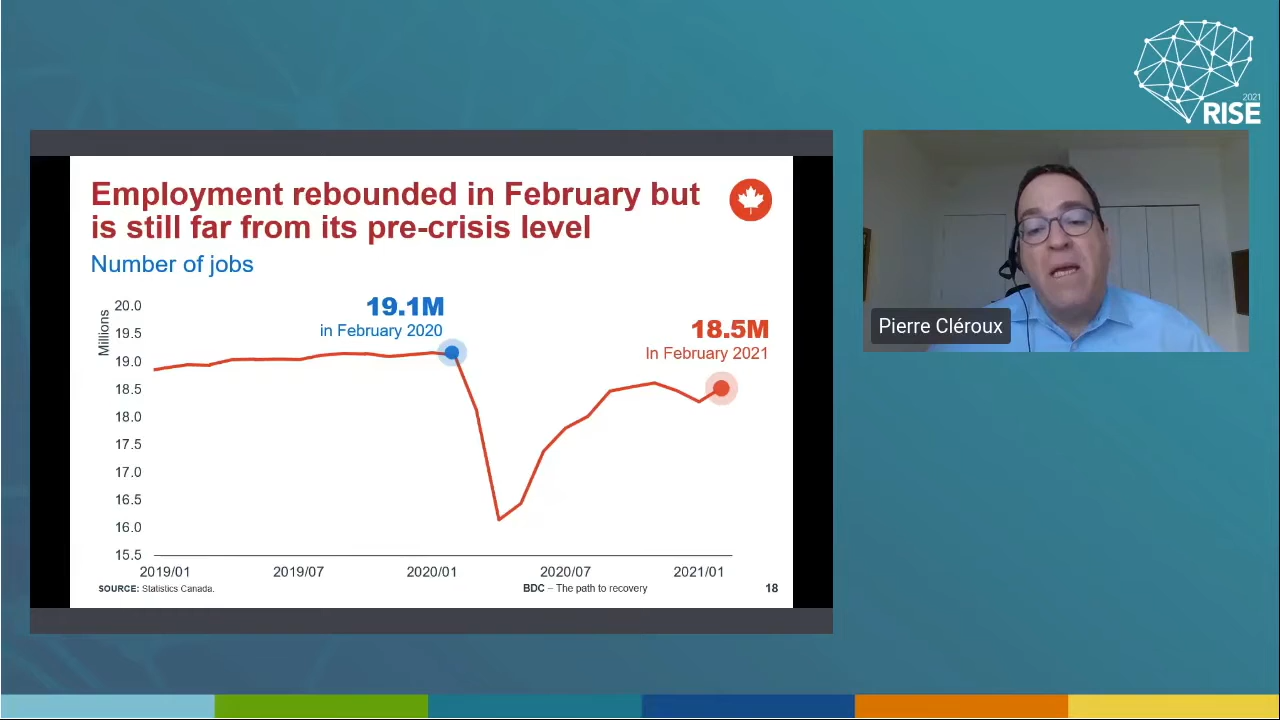 2021
RISE
Employment rebounded in February but
is still far from its pre-crisis level
Number of jobs
Millions
20.0
19.5
19.0
18.5
18.0
17.5
17.0
16.5
16.0
15.5
19.1M
in February 2020
18.5M
In February 2021
2019/01
2019/07
2020/01
2020/07
2021/01
SOURCE: Statistics Canada.
BDC – The path to recovery
18
Pierre Cléroux